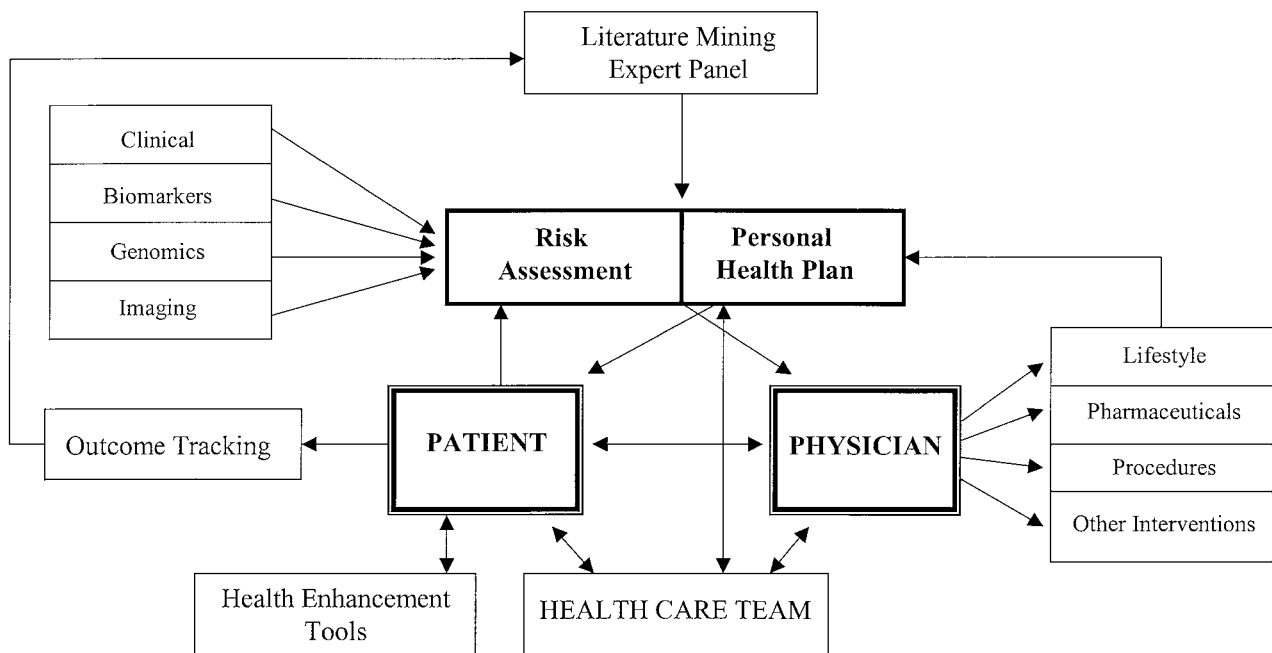 Literature Mining
Expert Panel
Clinical
Biomarkers
Genomics
Imaging
Risk
Assessment
Personal
Health Plan
Lifestyle
Pharmaceuticals
Procedures
Other Interventions
Outcome Tracking
PATIENT
PHYSICIAN
Health Enhancement
Tools
HEALTH CARE TEAM